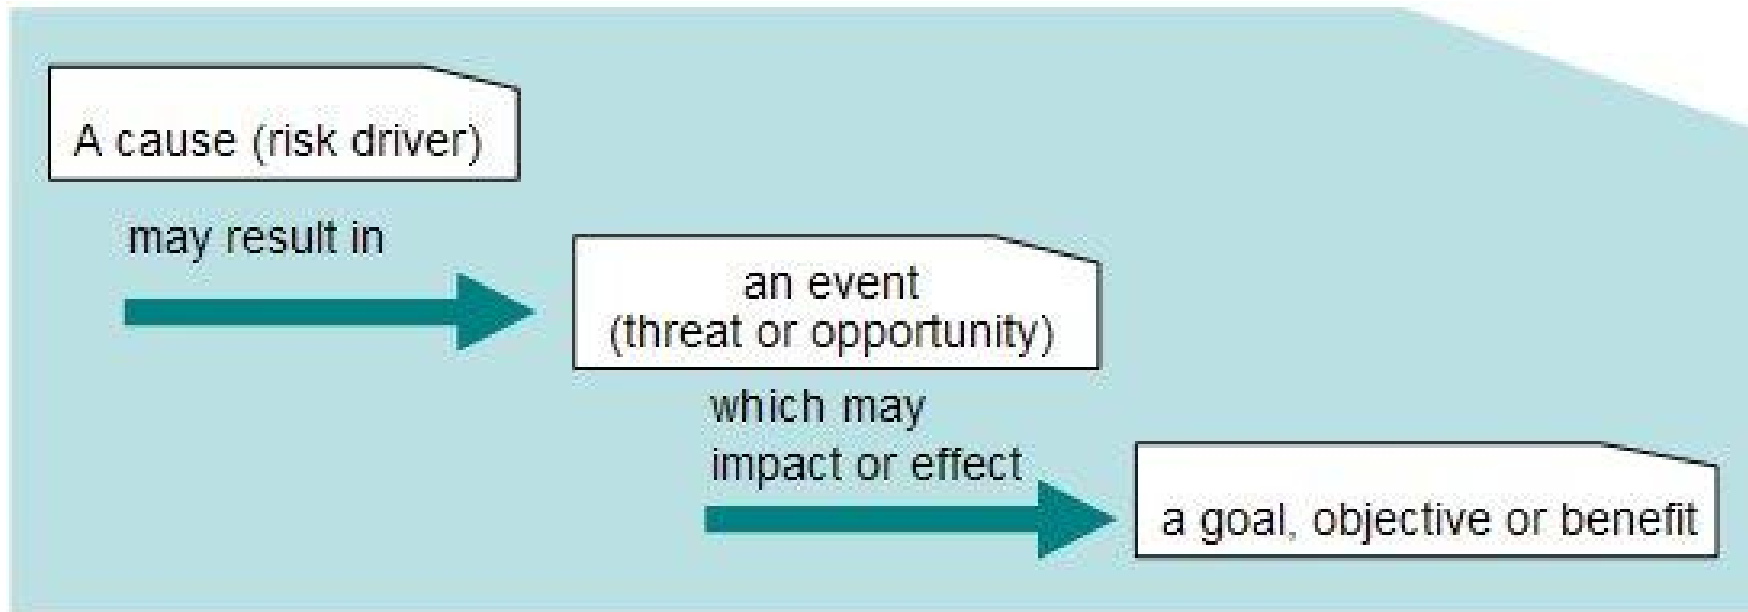 A cause (risk driver)
may result in
an event
(threat or opportunity)
which may
impact or effect
a goal, objective or benefit